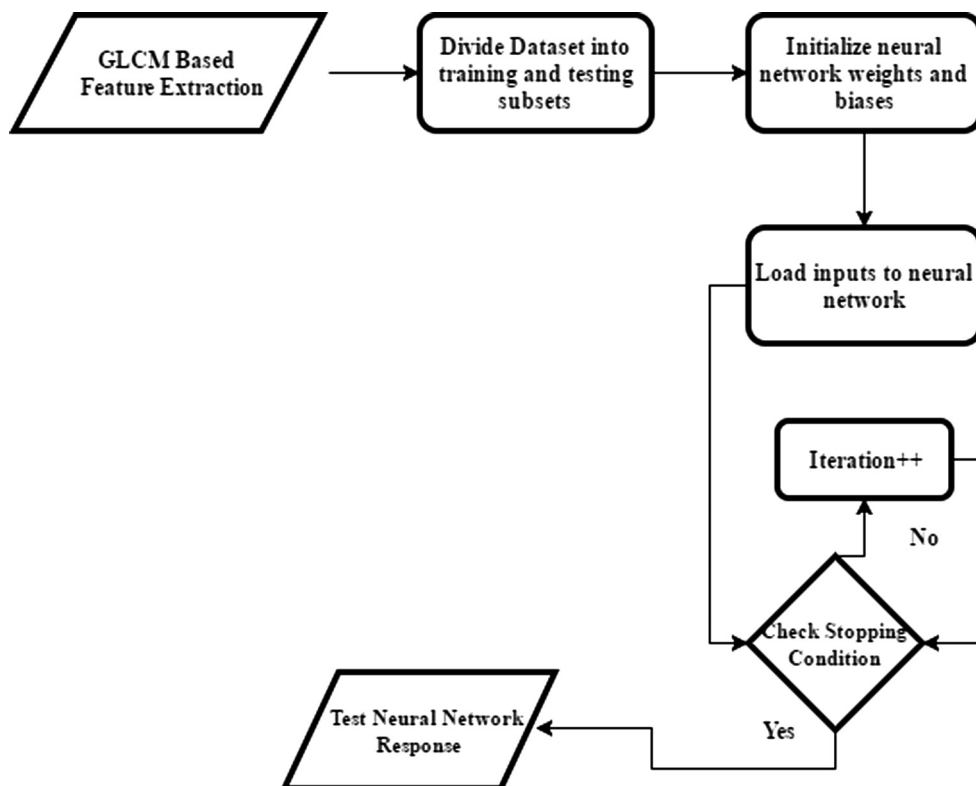 GLCM Based
Feature Extraction
Divide Dataset into
training and testing
subsets
Initialize neural
network weights and
biases
Load inputs to neural
network
Iteration++
No
Check Stopping
Condition
Yes
Test Neural Network
Response